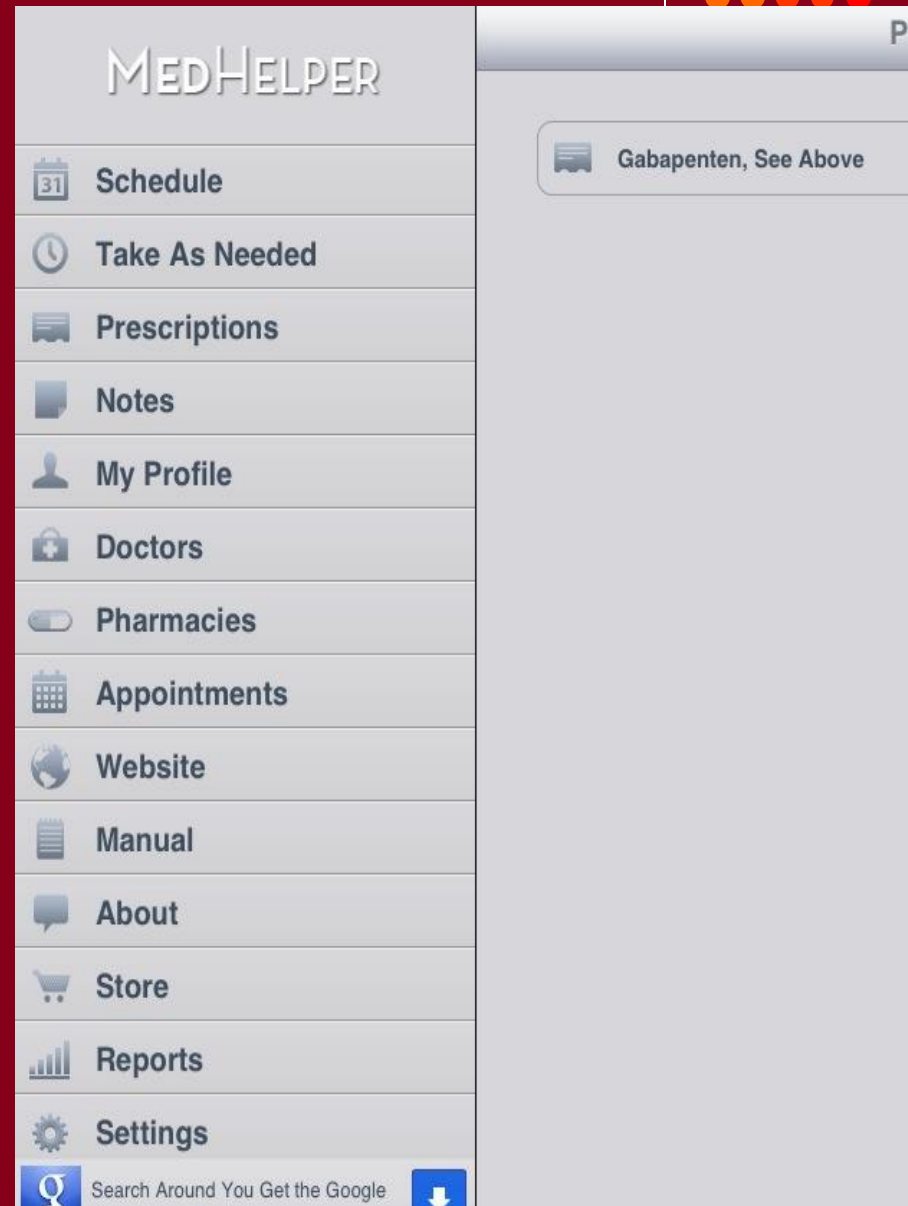 MEDHELPER
Schedule
Take As Needed
Prescriptions
Notes
My Profile
Doctors
Pharmacies
Appointments
Website
Manual
About
Store
Reports
Settings
Search Around You Get the Google
P
Gabapenten, See Above